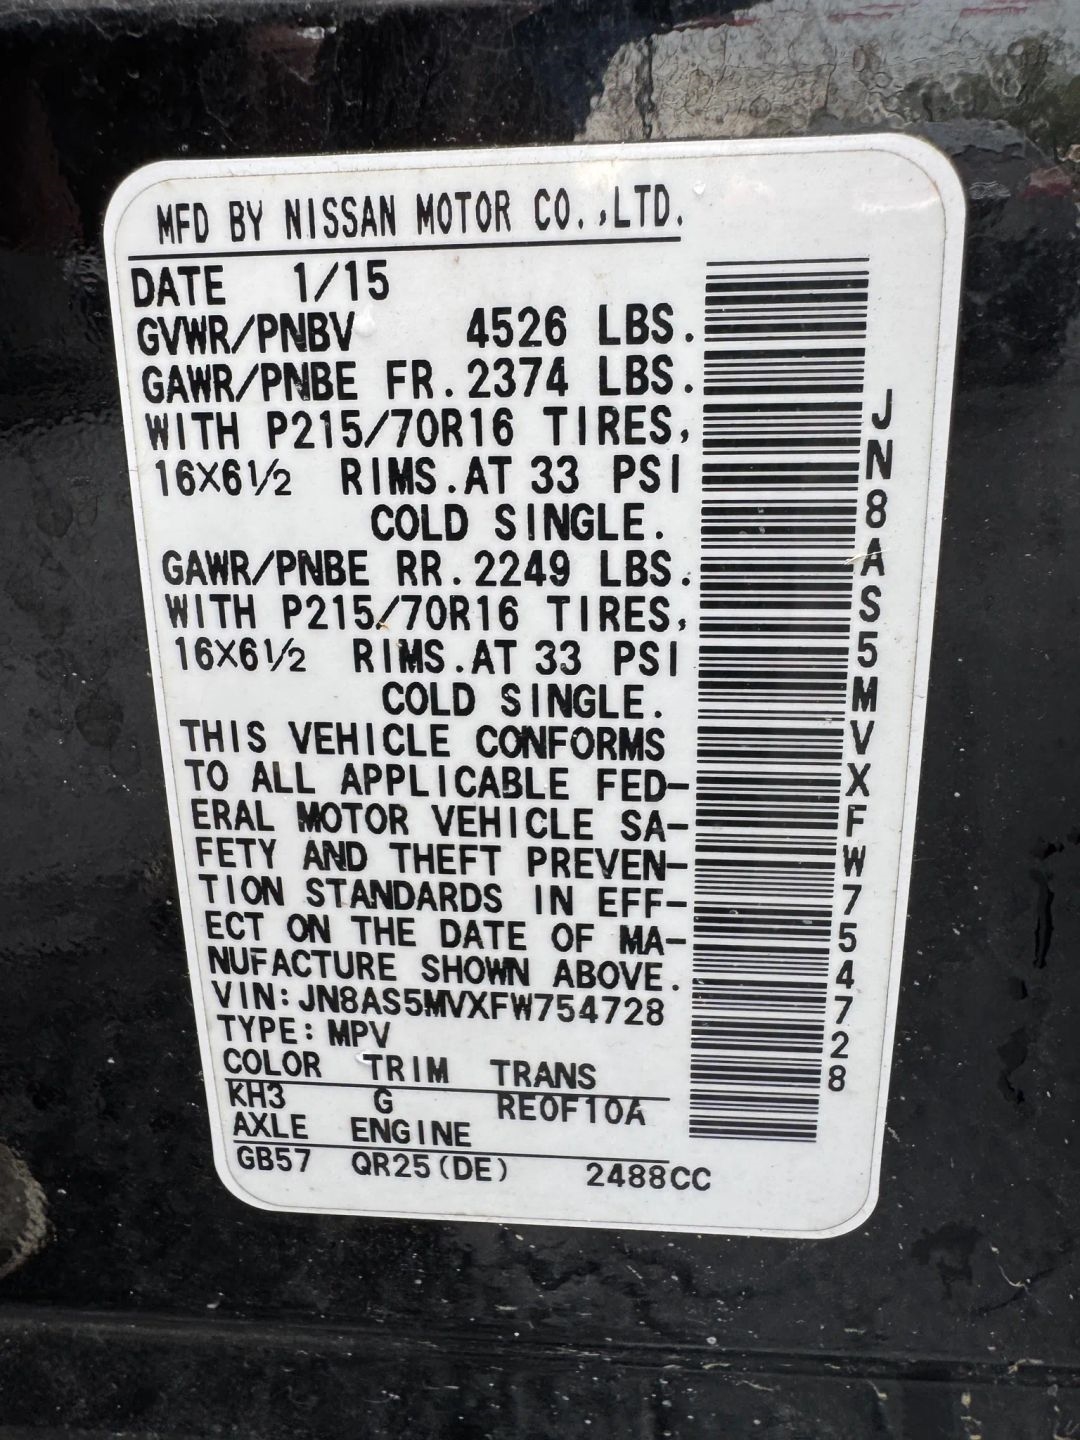 MFD BY NISSAN MOTOR CO.,LTD.
DATE 1/15
GVWR/PNBV 4526 LBS.
GAWR/PNBE FR.2374 LBS.
WITH P215/70R16 TIRES,
16X6½ RIMS.AT 33 PSI
COLD SINGLE.
GAWR/PNBE RR.2249 LBS.
WITH P215/70R16 TIRES,
16X6½ RIMS.AT 33 PSI
COLD SINGLE.
THIS VEHICLE CONFORMS
TO ALL APPLICABLE FED-
ERAL MOTOR VEHICLE SA-
FETY AND THEFT PREVEN-
TION STANDARDS IN EFF-
ECT ON THE DATE OF MA-
NUFACTURE SHOWN ABOVE.
VIN:JN8AS5MVXFW754728
TYPE:MPV
COLOR TRIM TRANS
KH3 G RE0F10A
AXLE ENGINE
GB57 QR25(DE) 2488CC
JN8AS5MVXFW754728